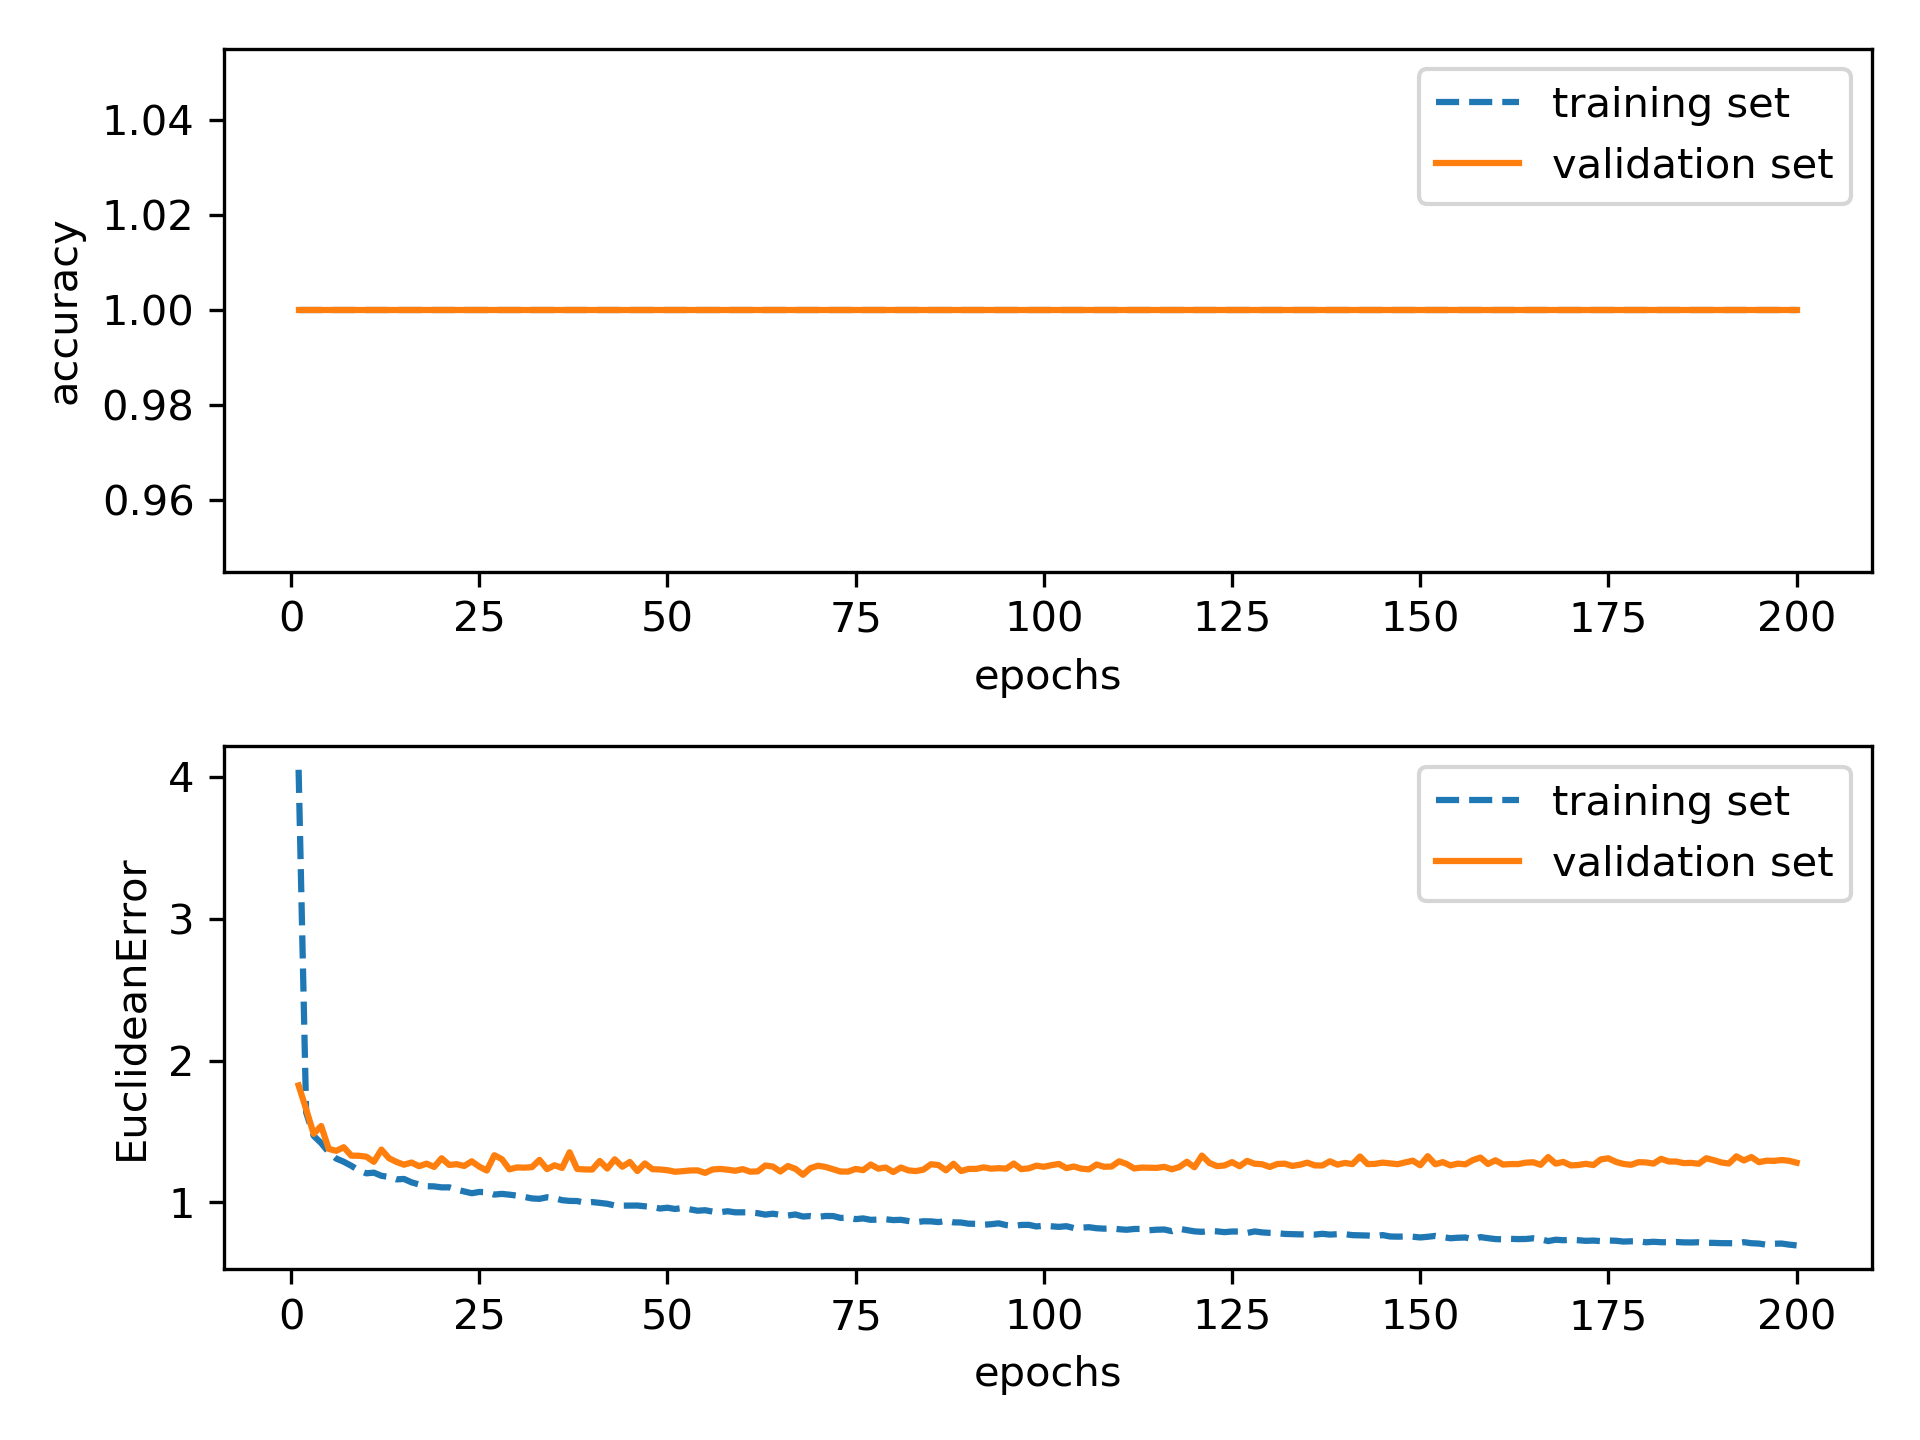 1.04
1.02
1.00
0.98
0.96
accuracy
training set
validation set
0 25 50 75 100 125 150 175 200
epochs
4
3
2
1
EuclideanError
training set
validation set
0 25 50 75 100 125 150 175 200
epochs